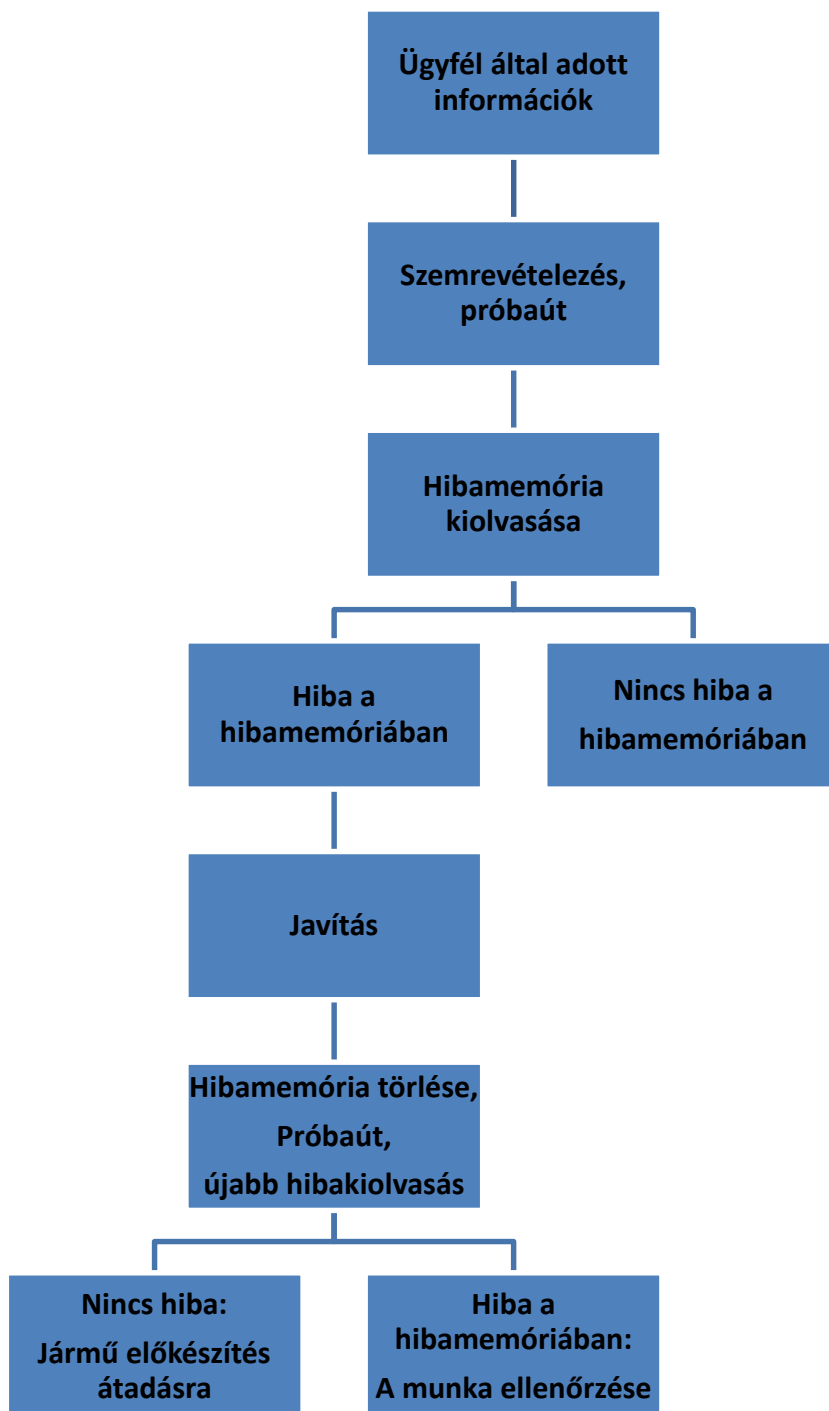 Ügyfél által adott
információk
Szemrevételezés,
próbaút
Hibamemória
kiolvasása
Hiba a
hibamemóriában
Nincs hiba a
hibamemóriában
Javítás
Hibamemória törlése,
Próbaút,
újabb hibakiolvasás
Nincs hiba:
Jármű előkészítés
átadásra
Hiba a
hibamemóriában:
A munka ellenőrzése